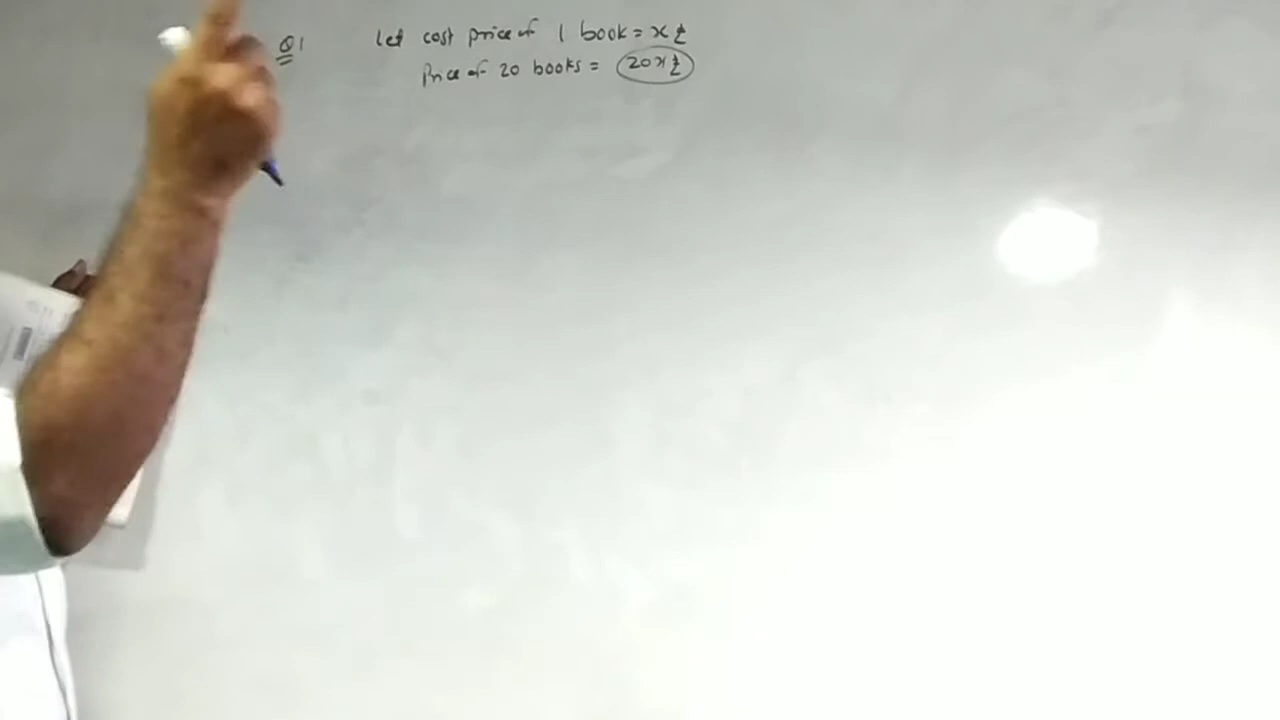 Q1 Let cost price of 1 book = x ₹
Price of 20 books = 20x ₹